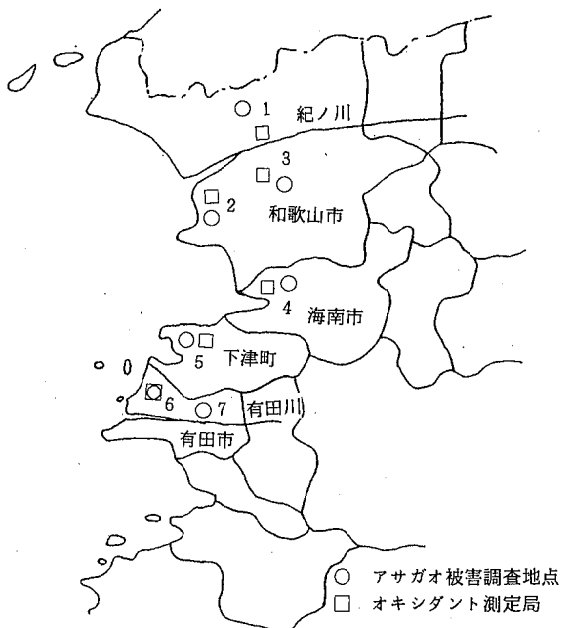 1
紀ノ川
3
2
和歌山市
4
海南市
5
下津町
6
7
有田川
有田市
○ アサガオ被害調査地点
□ オキシダント測定局